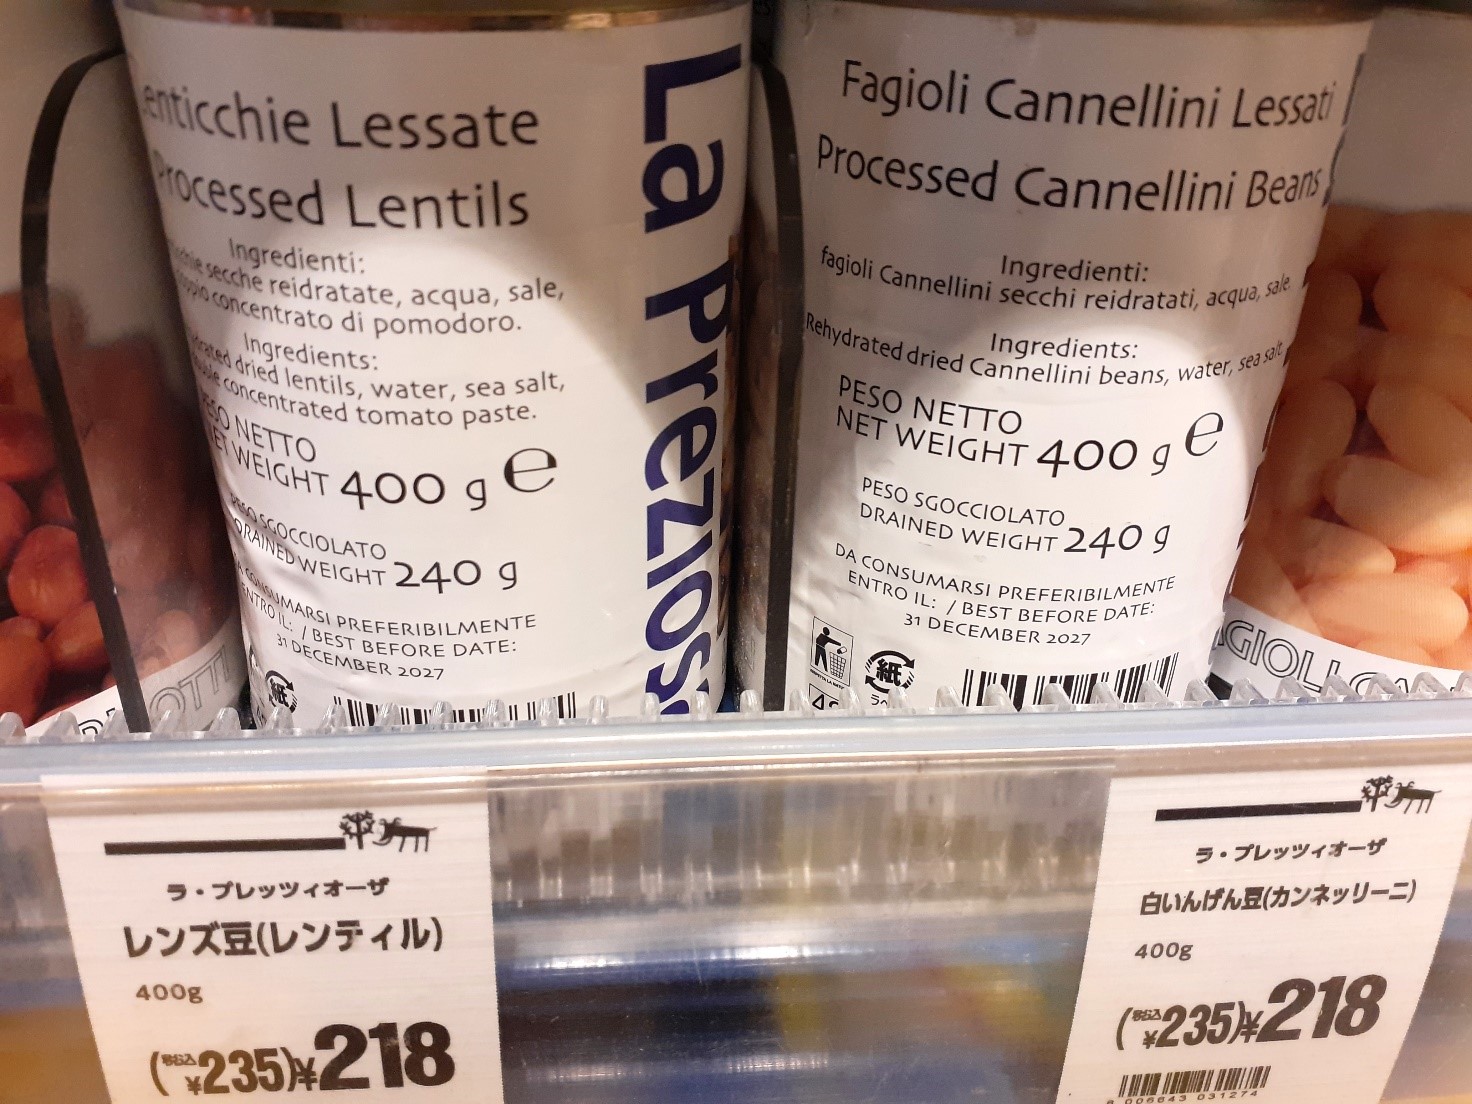 Lenticchie Lessate
Processed Lentils
Ingredienti:
secche reidratate, acqua, sale,
concentrato di pomodoro.
Ingredients:
dried lentils, water, sea salt,
concentrated tomato paste.
PESO NETTO
NET WEIGHT 400 g e
PESO SGOCCIOLATO
DRAINED WEIGHT 240 g
DA CONSUMARSI PREFERIBILMENTE
ENTRO IL: / BEST BEFORE DATE:
31 DECEMBER 2027
紙
La Preziosa
Fagioli Cannellini Lessati
Processed Cannellini Beans
Ingredienti:
fagioli Cannellini secchi reidratati, acqua, sale.
Ingredients:
Rehydrated dried Cannellini beans, water, sea salt.
PESO NETTO
NET WEIGHT 400 g e
PESO SGOCCIOLATO
DRAINED WEIGHT 240 g
DA CONSUMARSI PREFERIBILMENTE
ENTRO IL: / BEST BEFORE DATE:
31 DECEMBER 2027
紙
ラ・プレッツィオーザ
レンズ豆(レンティル)
400g
(税込¥235)¥218
ラ・プレッツィオーザ
白いんげん豆(カンネッリーニ)
400g
(税込¥235)¥218
8 006643 031274